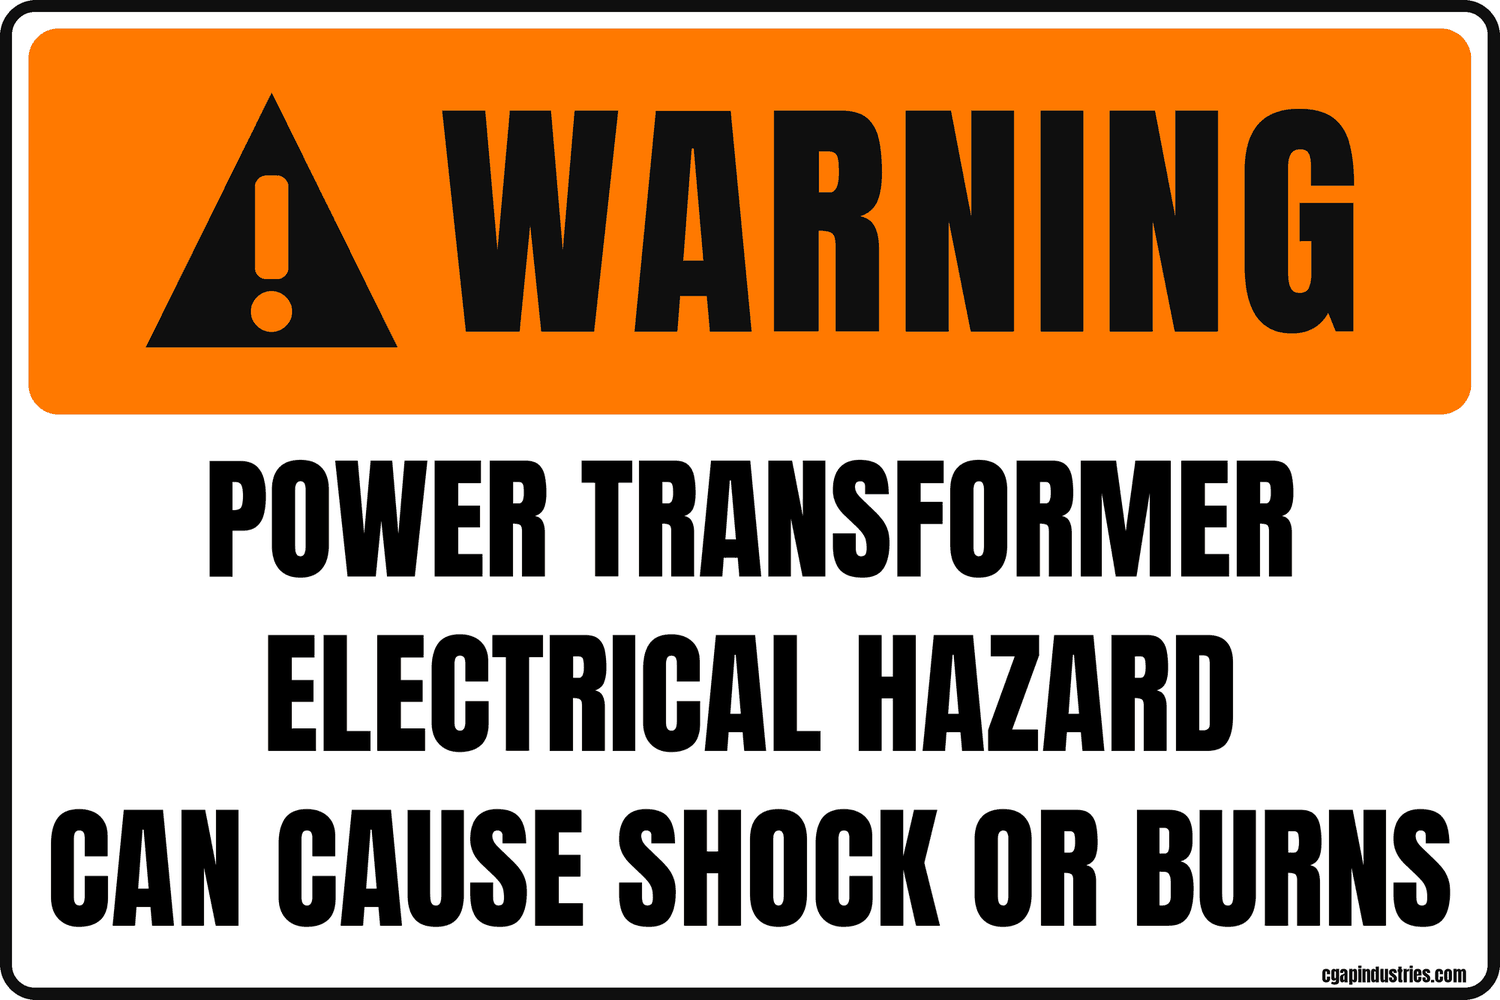 WARNING
POWER TRANSFORMER
ELECTRICAL HAZARD
CAN CAUSE SHOCK OR BURNS
cgapindustries.com